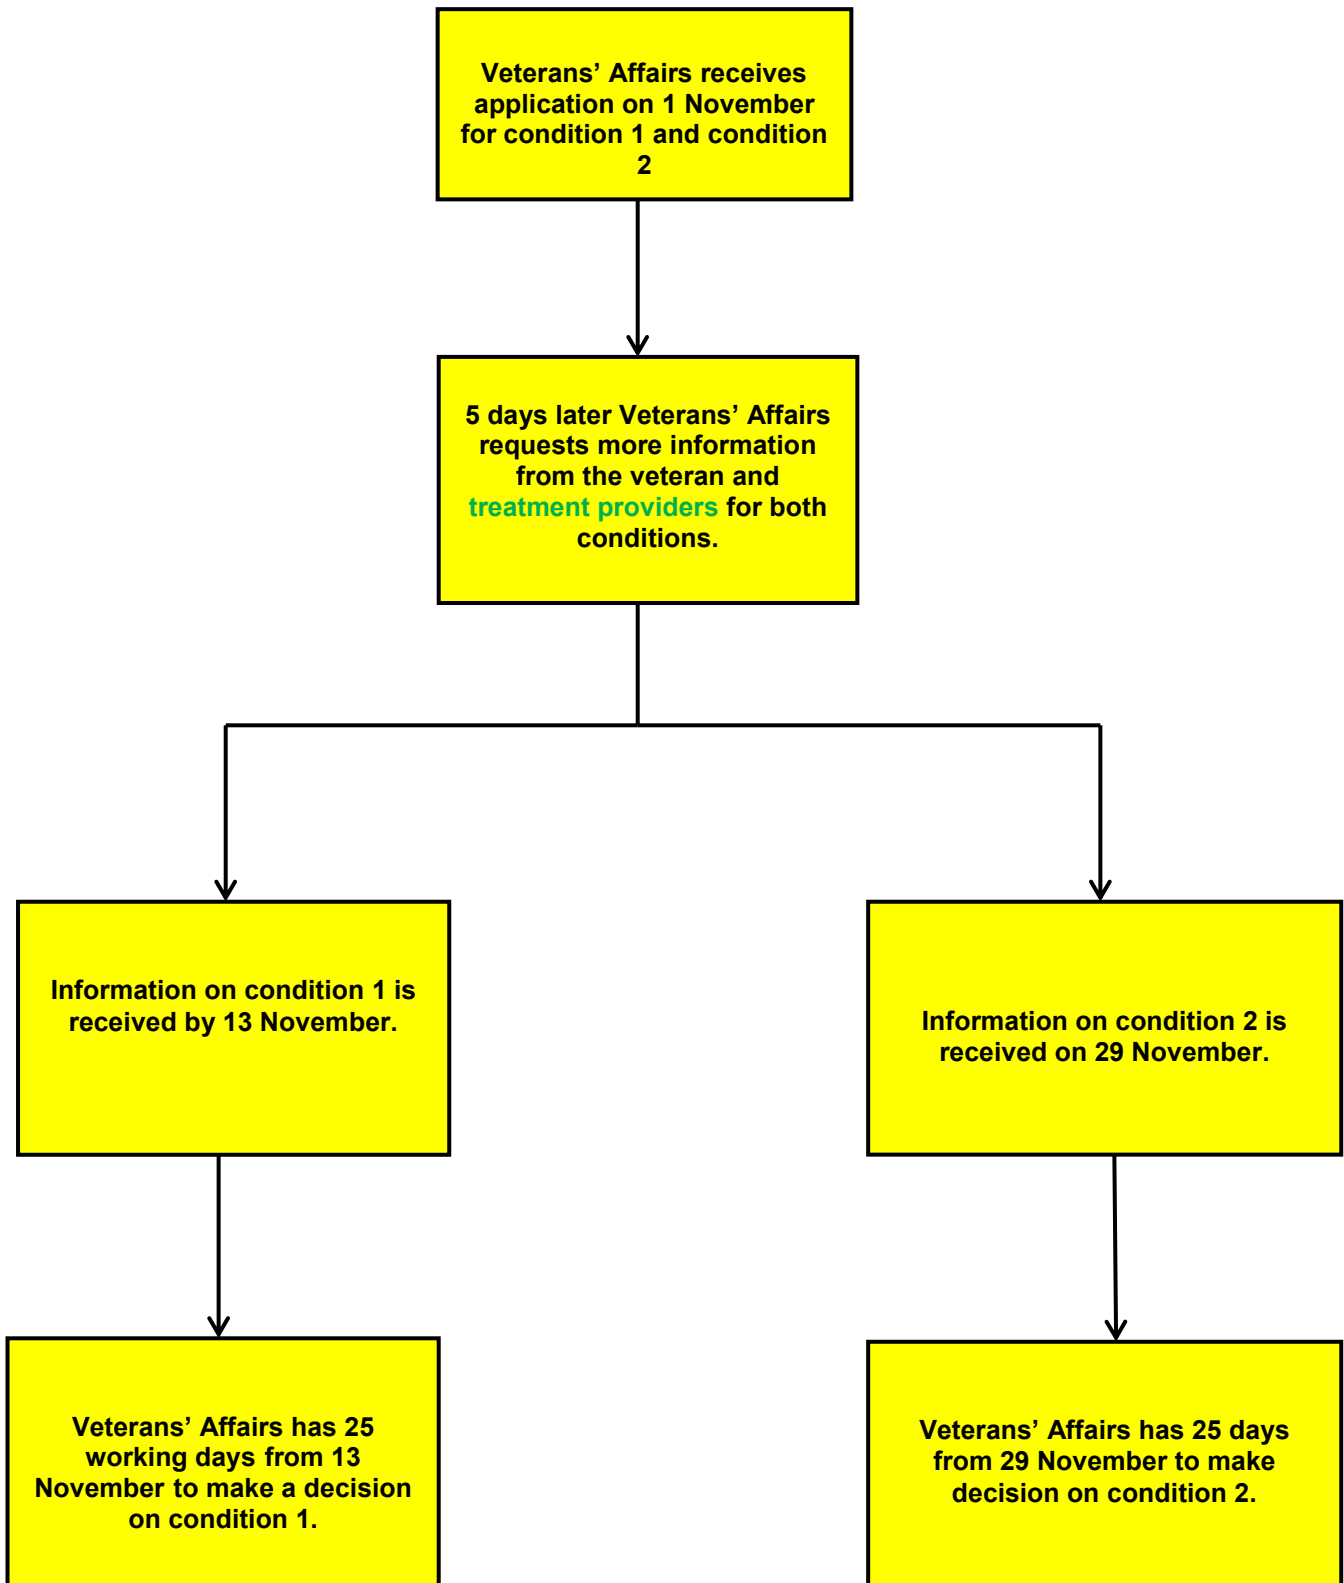 Veterans’ Affairs receives
application on 1 November
for condition 1 and condition
2
5 days later Veterans’ Affairs
requests more information
from the veteran and
treatment providers for both
conditions.
Information on condition 1 is
received by 13 November.
Information on condition 2 is
received on 29 November.
Veterans’ Affairs has 25
working days from 13
November to make a decision
on condition 1.
Veterans’ Affairs has 25 days
from 29 November to make
decision on condition 2.